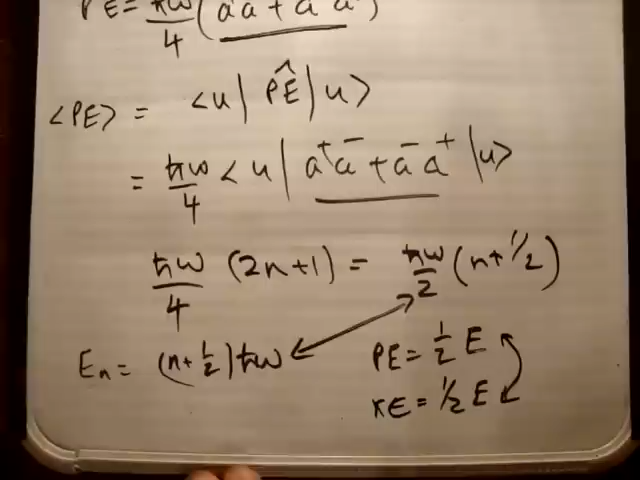 PE = ħω/4 (a⁺a⁻ + a⁻a⁺)
<PE> = <u| P̂E |u>
= ħω/4 <u| a⁺a⁻ + a⁻a⁺ |u>
ħω/4 (2n+1) = ħω/2 (n+1/2)
Eₙ = (n+1/2)ħω
PE = 1/2 E
KE = 1/2 E